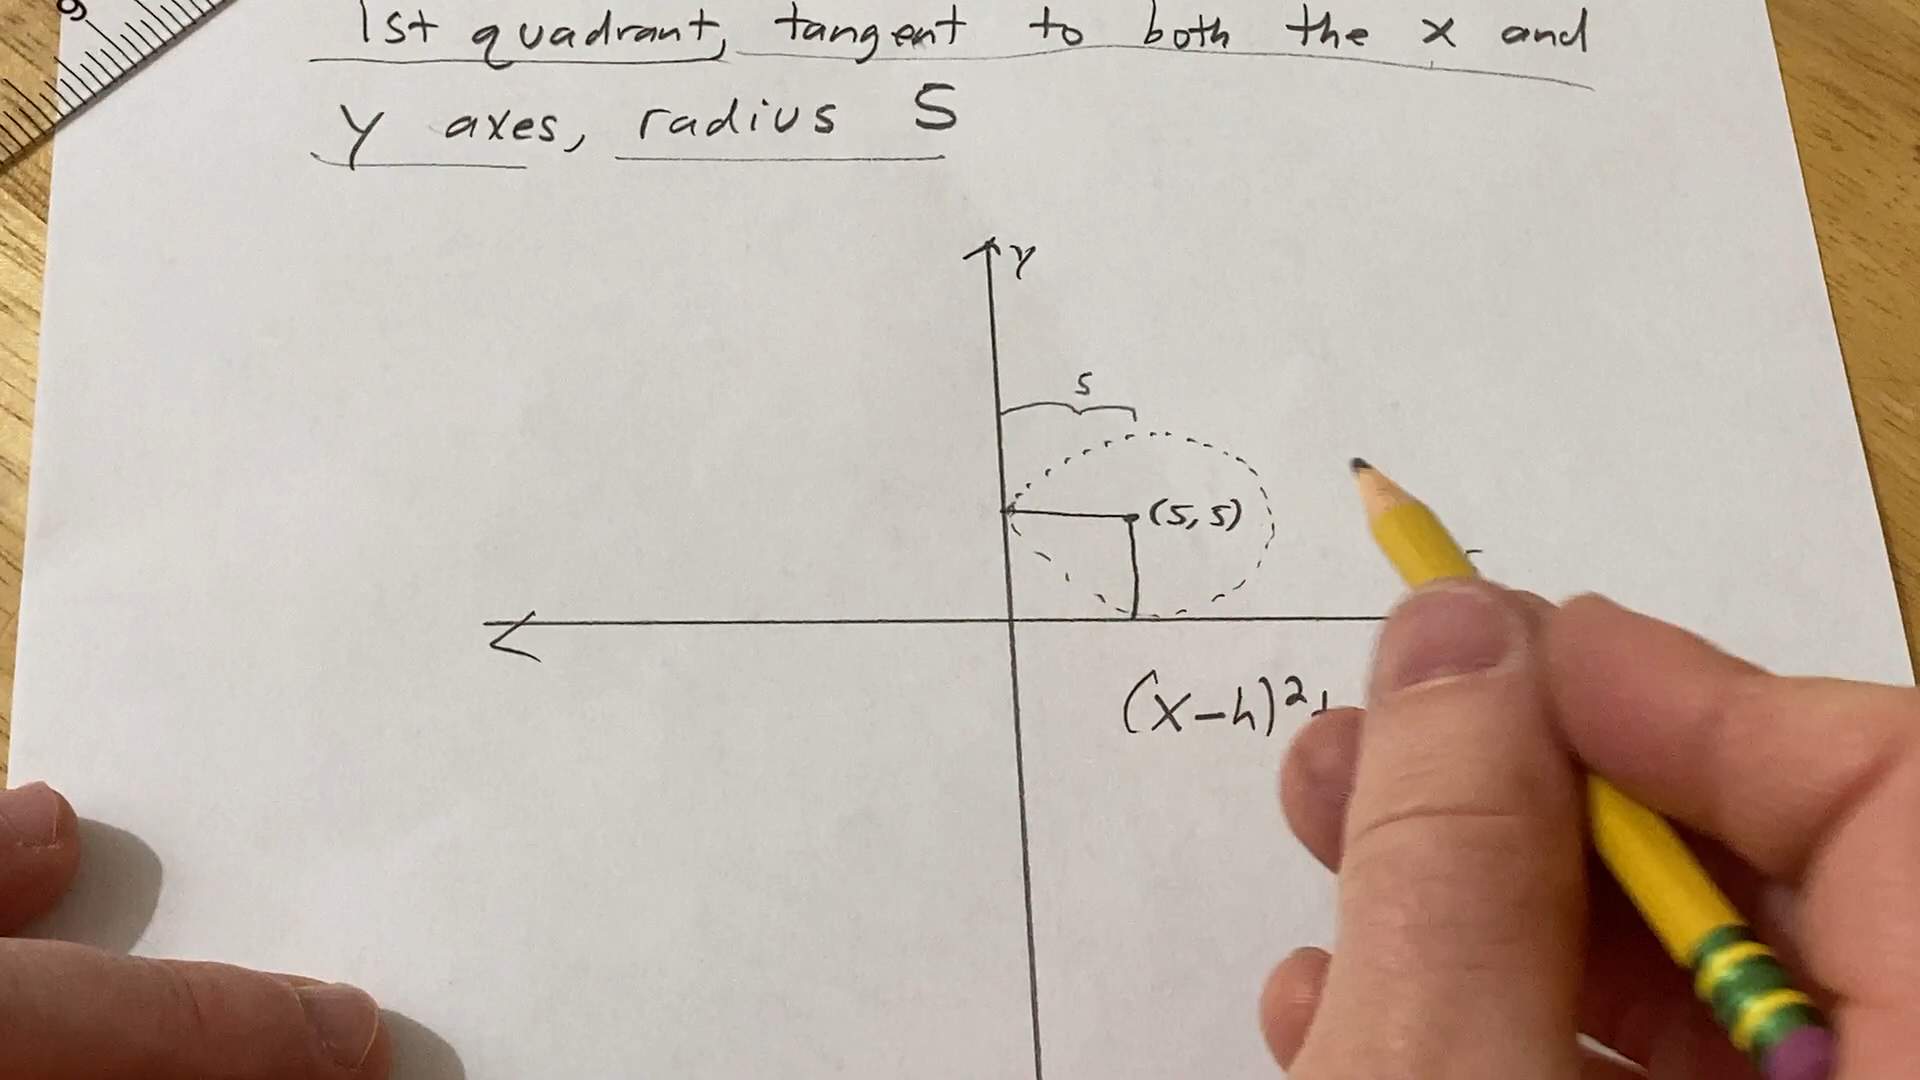 1st quadrant, tangent to both the x and
y axes, radius 5
y
5
(5,5)
(x-h)²+